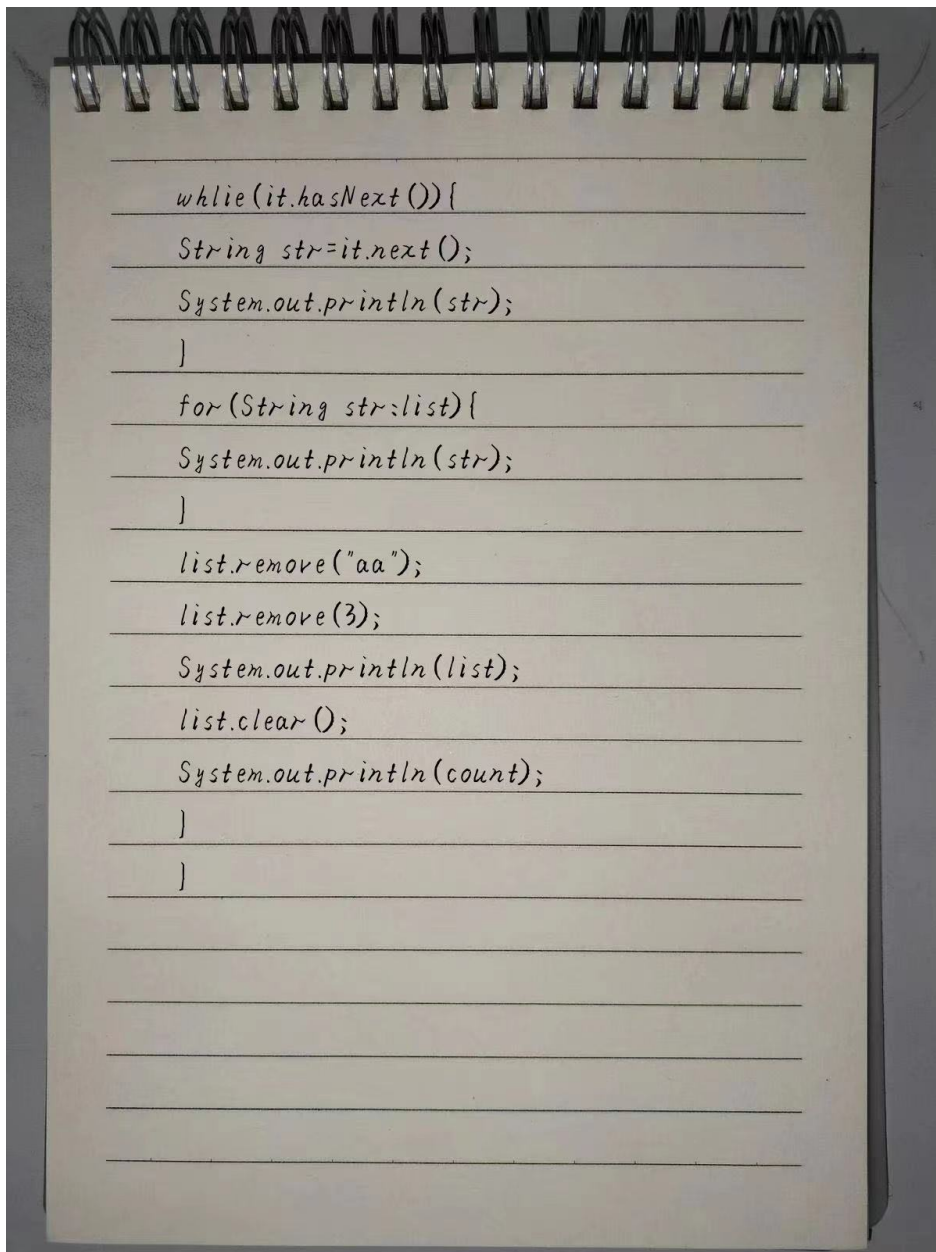 whlie(it.hasNext()){
String str=it.next();
System.out.println(str);
}
for(String str:list){
System.out.println(str);
}
list.remove("aa");
list.remove(3);
System.out.println(list);
list.clear();
System.out.println(count);
}
}